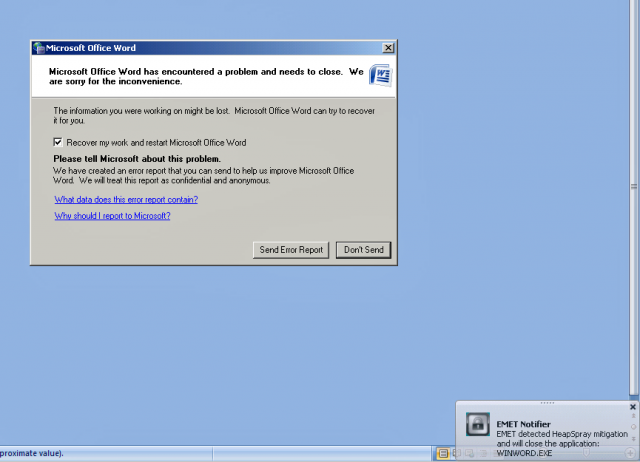 Microsoft Office Word
Microsoft Office Word has encountered a problem and needs to close. We
are sorry for the inconvenience.
The information you were working on might be lost. Microsoft Office Word can try to recover
it for you.
Recover my work and restart Microsoft Office Word
Please tell Microsoft about this problem.
We have created an error report that you can send to help us improve Microsoft Office
Word. We will treat this report as confidential and anonymous.
What data does this error report contain?
Why should I report to Microsoft?
Send Error Report
Don't Send
EMET Notifier
EMET detected HeapSpray mitigation
and will close the application:
WINWORD.EXE
proximate value).